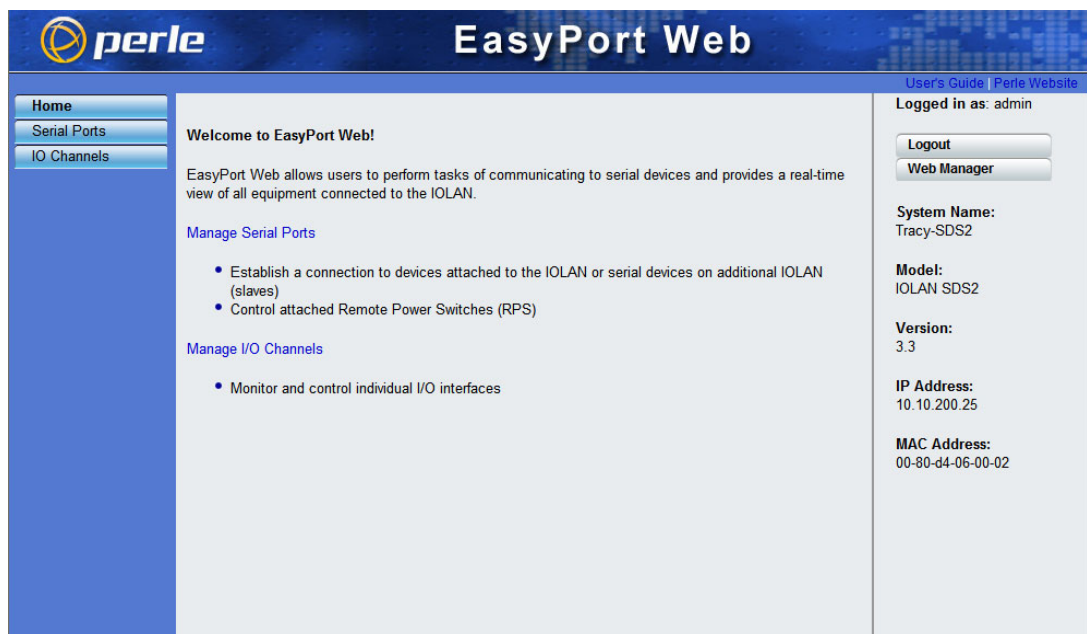 perle
EasyPort Web
User's Guide | Perle Website
Home
Serial Ports
IO Channels
Welcome to EasyPort Web!
EasyPort Web allows users to perform tasks of communicating to serial devices and provides a real-time
view of all equipment connected to the IOLAN.
Manage Serial Ports
• Establish a connection to devices attached to the IOLAN or serial devices on additional IOLAN
(slaves)
• Control attached Remote Power Switches (RPS)
Manage I/O Channels
• Monitor and control individual I/O interfaces
Logged in as: admin
Logout
Web Manager
System Name:
Tracy-SDS2
Model:
IOLAN SDS2
Version:
3.3
IP Address:
10.10.200.25
MAC Address:
00-80-d4-06-00-02